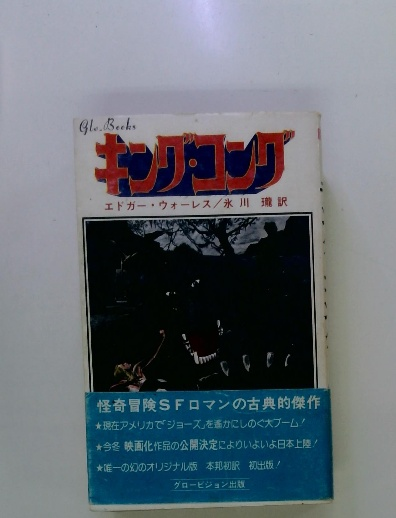 Glo. Books
キング・コング
エドガー・ウォーレス/氷川 瓏訳
怪奇冒険SFロマンの古典的傑作
★現在アメリカで「ジョーズ」を遙かにしのぐ大ブーム!
★今冬 映画化作品の公開決定によりいよいよ日本上陸!
★唯一の幻のオリジナル版 本邦初訳 初出版!
グロービジョン出版